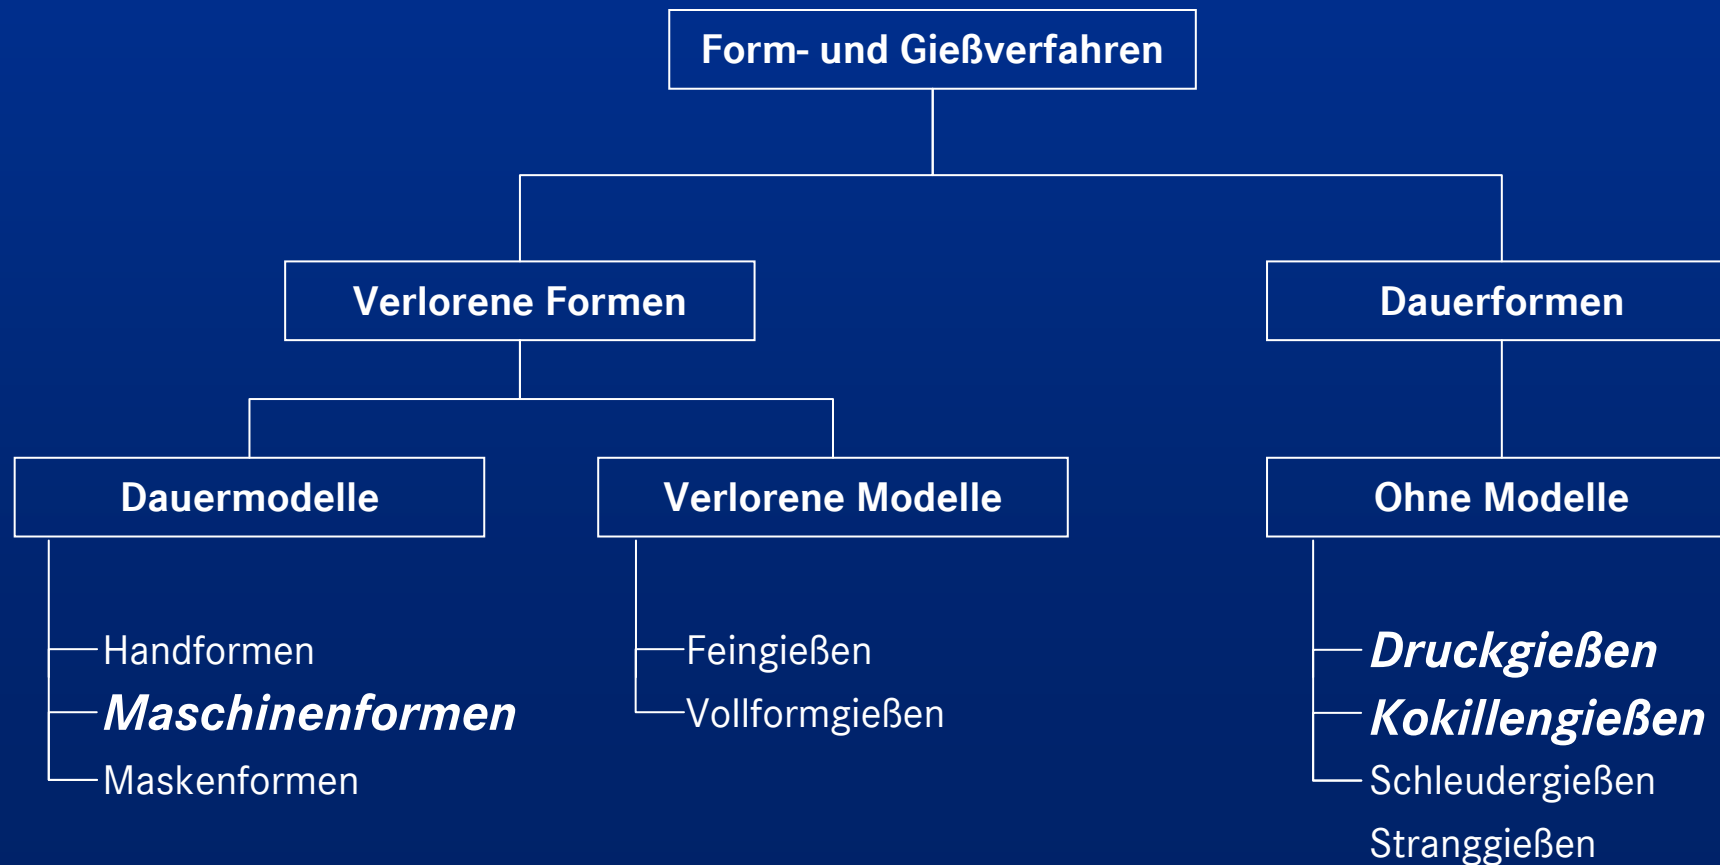 Form- und Gießverfahren
Verlorene Formen
Dauerformen
Dauermodelle
Verlorene Modelle
Ohne Modelle
Handformen
Maschinenformen
Maskenformen
Feingießen
Vollformgießen
Druckgießen
Kokillengießen
Schleudergießen
Stranggießen